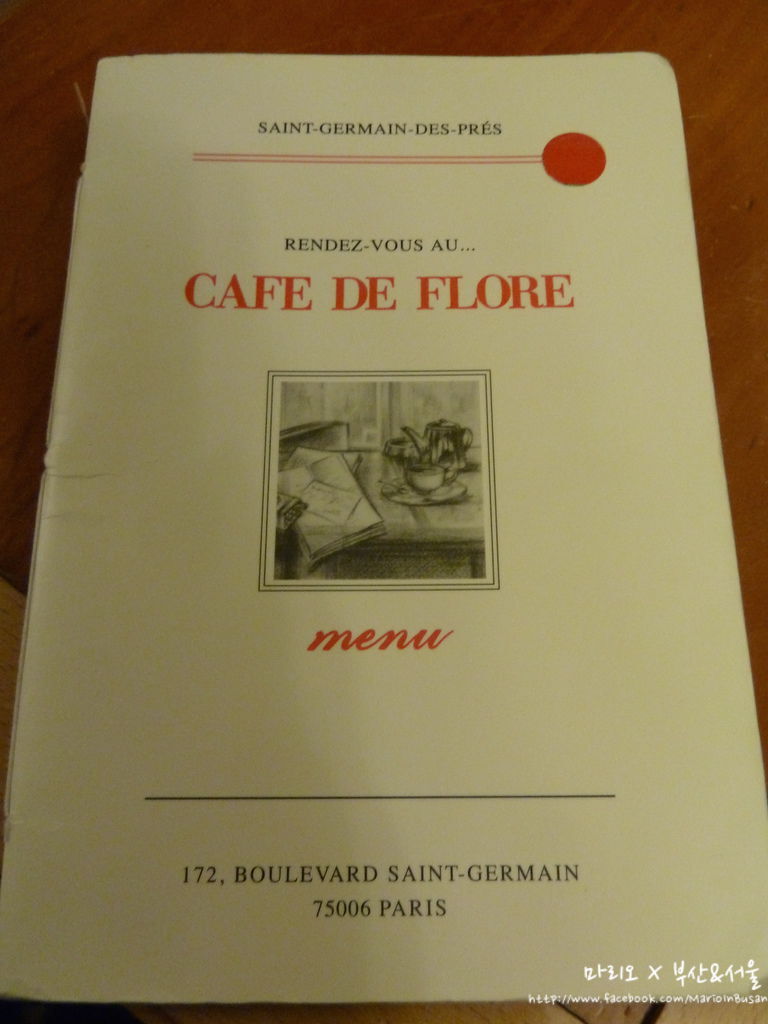 SAINT-GERMAIN-DES-PRÉS
RENDEZ-VOUS AU...
CAFE DE FLORE
menu
172, BOULEVARD SAINT-GERMAIN
75006 PARIS
마리오 X 부산&서울
http://www.facebook.com/MarioInBusan